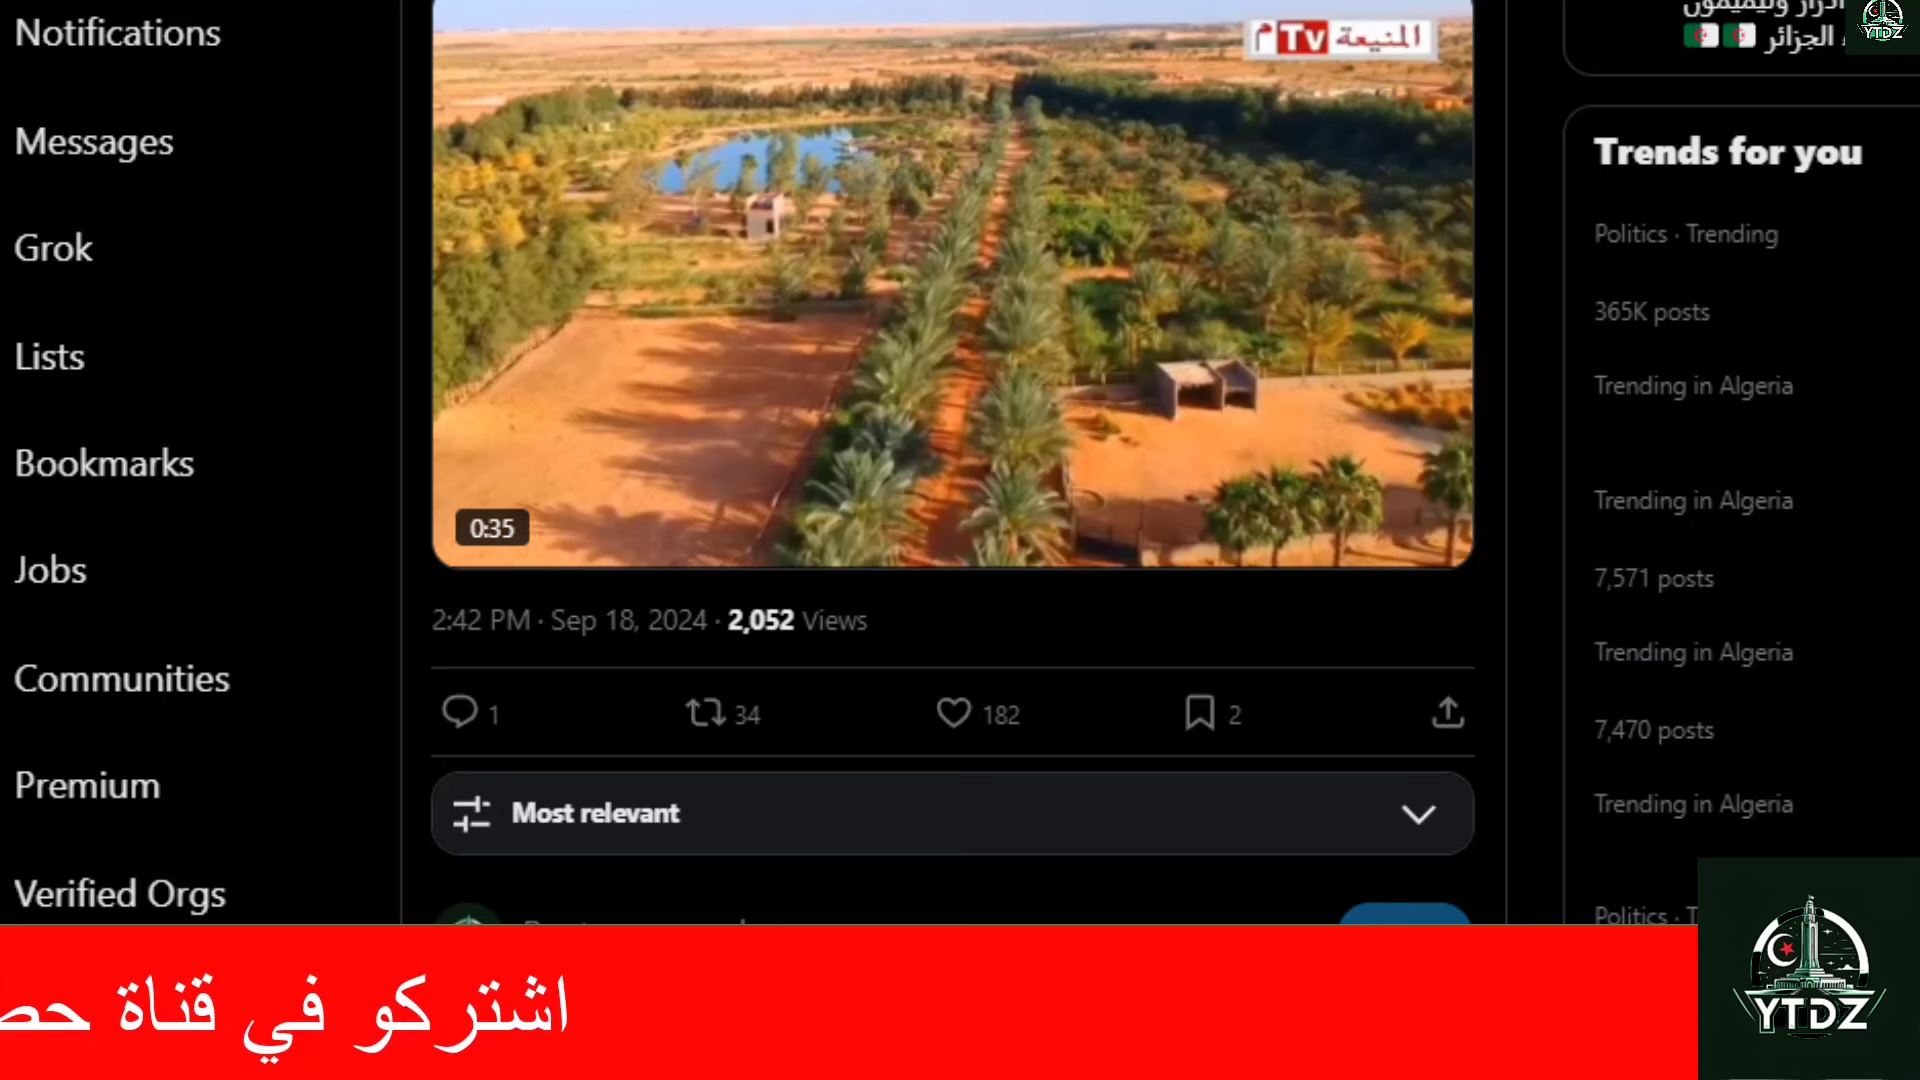 Notifications
Messages
Grok
Lists
Bookmarks
Jobs
Communities
Premium
Verified Orgs
المنيعة Tv م
0:35
2:42 PM · Sep 18, 2024 · 2,052 Views
1
34
182
2
Most relevant
الجزائر
Trends for you
Politics · Trending
365K posts
Trending in Algeria
Trending in Algeria
7,571 posts
Trending in Algeria
7,470 posts
Trending in Algeria
Politics · T
اشتركو في قناة حص
YTDZ
YTDZ